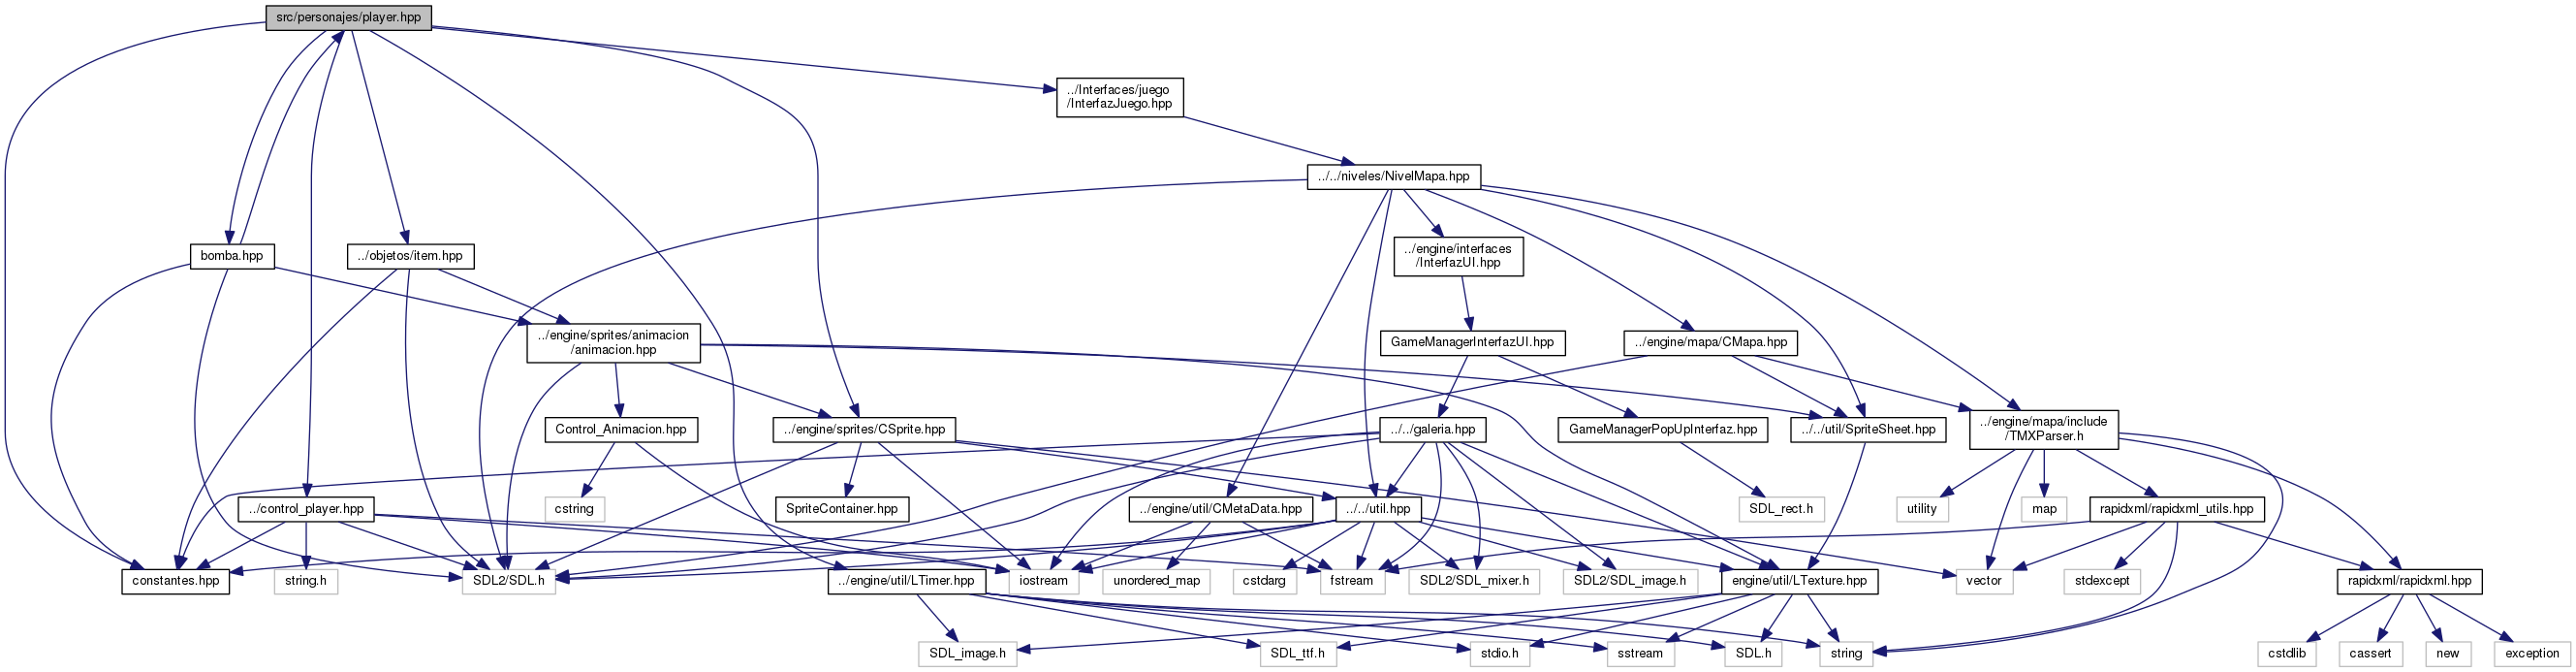 src/personajes/player.hpp
../Interfaces/juego
/InterfazJuego.hpp
../../niveles/NivelMapa.hpp
bomba.hpp
../objetos/item.hpp
../engine/interfaces
/InterfazUI.hpp
../engine/sprites/animacion
/animacion.hpp
GameManagerInterfazUI.hpp
../engine/mapa/CMapa.hpp
Control_Animacion.hpp
../engine/sprites/CSprite.hpp
../../galeria.hpp
GameManagerPopUpInterfaz.hpp
../../util/SpriteSheet.hpp
../engine/mapa/include
/TMXParser.h
../control_player.hpp
cstring
SpriteContainer.hpp
../engine/util/CMetaData.hpp
../../util.hpp
SDL_rect.h
utility
map
rapidxml/rapidxml_utils.hpp
constantes.hpp
string.h
SDL2/SDL.h
../engine/util/LTimer.hpp
iostream
unordered_map
cstdarg
fstream
SDL2/SDL_mixer.h
SDL2/SDL_image.h
engine/util/LTexture.hpp
vector
stdexcept
rapidxml/rapidxml.hpp
SDL_image.h
SDL_ttf.h
stdio.h
sstream
SDL.h
string
cstdlib
cassert
new
exception